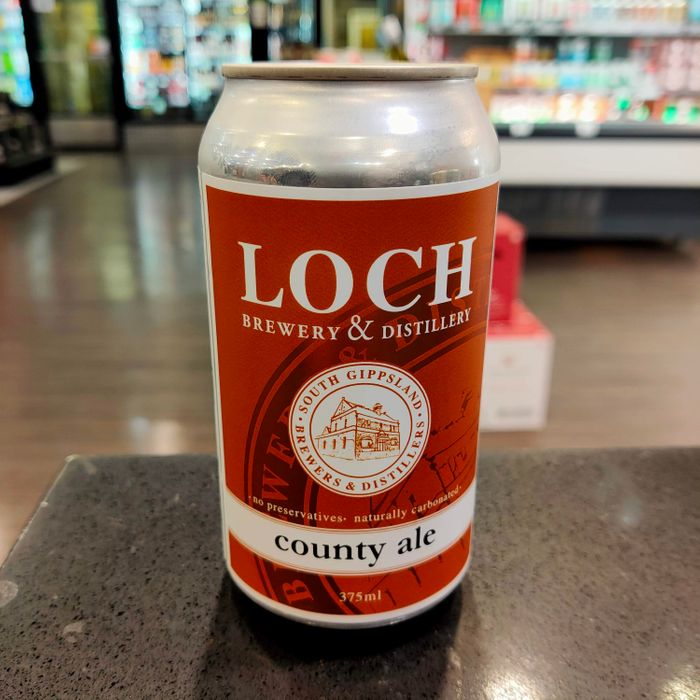 LOCH
BREWERY & DISTILLERY
SOUTH GIPPSLAND
BREWERS & DISTILLERS
·no preservatives· naturally carbonated·
county ale
375ml